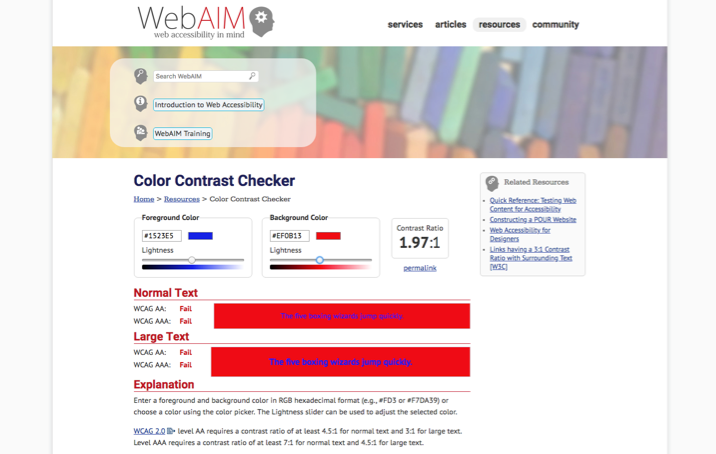 WebAIM
web accessibility in mind
services articles resources community
Search WebAIM
Introduction to Web Accessibility
WebAIM Training
Color Contrast Checker
Home > Resources > Color Contrast Checker
Foreground Color
#1523E5
Lightness
Background Color
#EF0B13
Lightness
Contrast Ratio
1.97:1
permalink
Normal Text
WCAG AA: Fail
WCAG AAA: Fail
The five boxing wizards jump quickly.
Large Text
WCAG AA: Fail
WCAG AAA: Fail
The five boxing wizards jump quickly.
Explanation
Enter a foreground and background color in RGB hexadecimal format (e.g., #FD3 or #F7DA39) or
choose a color using the color picker. The Lightness slider can be used to adjust the selected color.
WCAG 2.0 level AA requires a contrast ratio of at least 4.5:1 for normal text and 3:1 for large text.
Level AAA requires a contrast ratio of at least 7:1 for normal text and 4.5:1 for large text.
Related Resources
Quick Reference: Testing Web
Content for Accessibility
Constructing a POUR Website
Web Accessibility for
Designers
Links having a 3:1 Contrast
Ratio with Surrounding Text
[W3C]